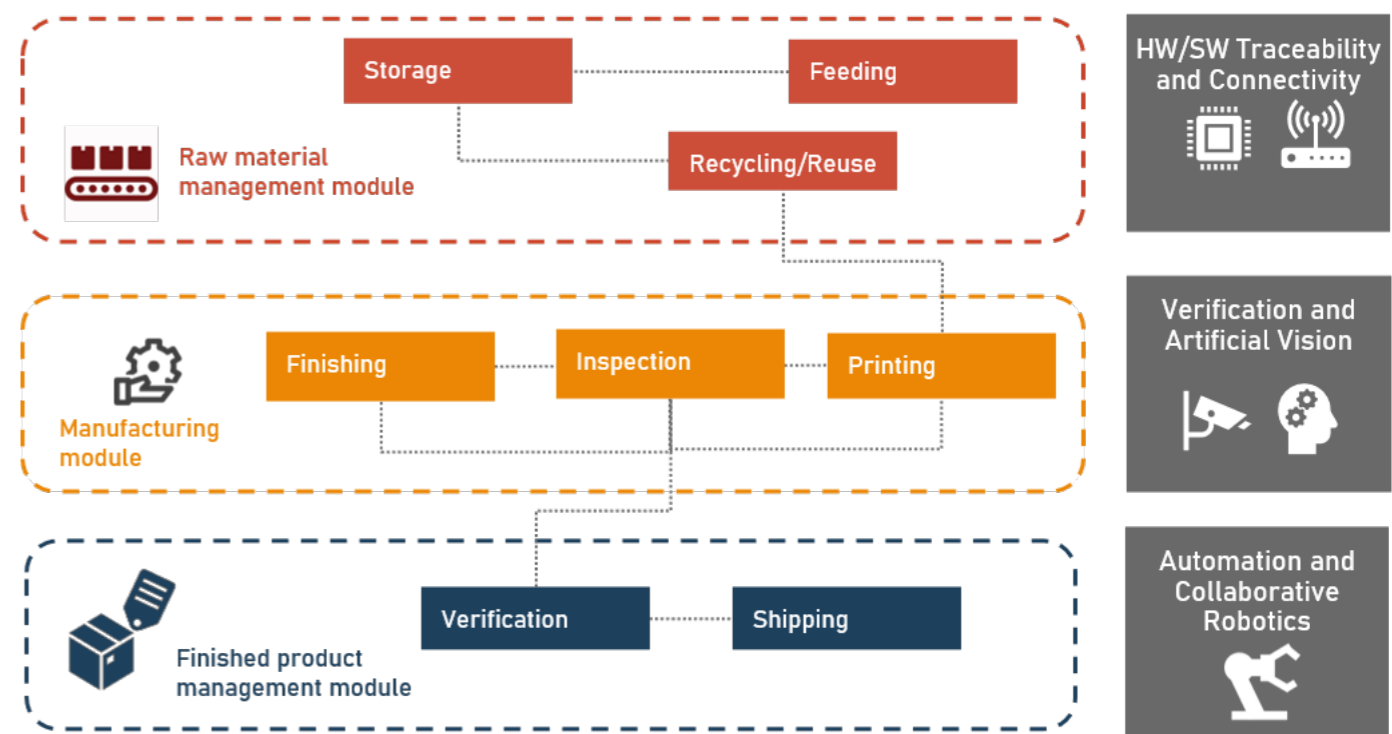 Storage
Feeding
Recycling/Reuse
Raw material
management module
HW/SW Traceability
and Connectivity
Finishing
Inspection
Printing
Manufacturing
module
Verification and
Artificial Vision
Verification
Shipping
Finished product
management module
Automation and
Collaborative
Robotics